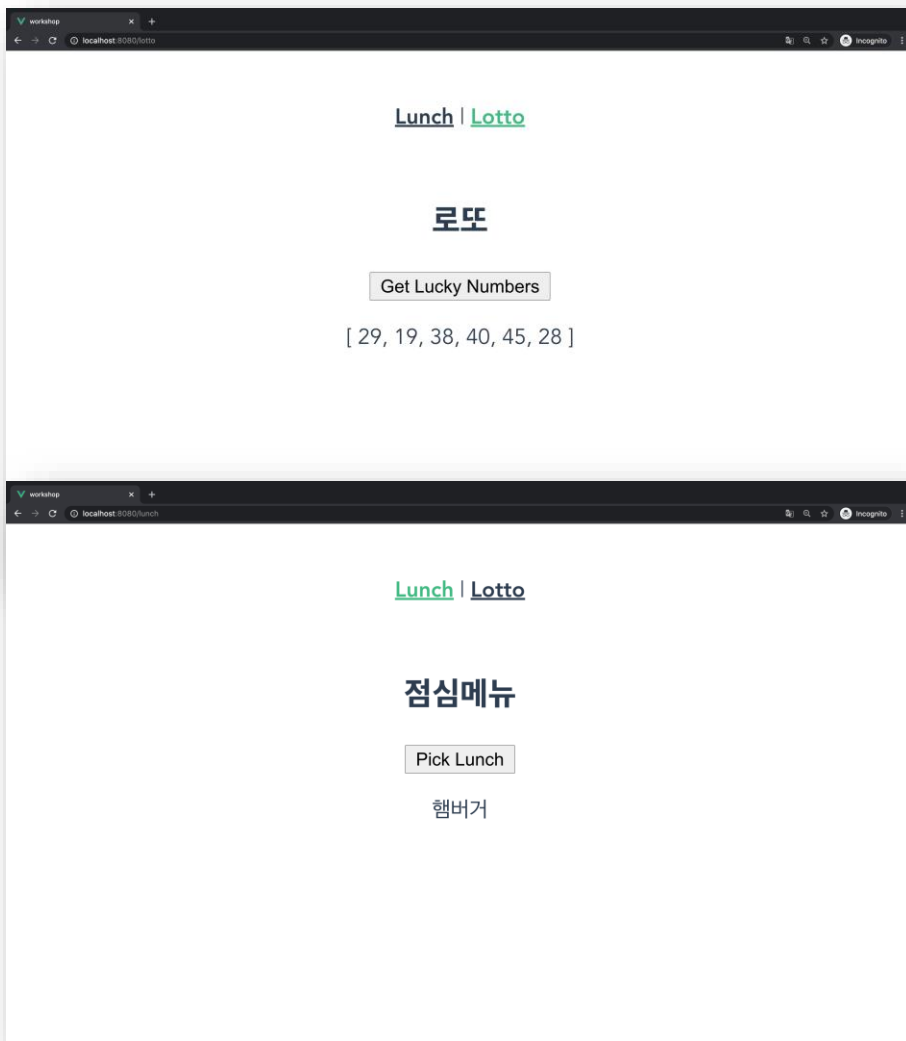 workshop
localhost:8080/lotto
Incognito
Lunch | Lotto
로또
Get Lucky Numbers
[ 29, 19, 38, 40, 45, 28 ]
workshop
localhost:8080/lunch
Incognito
Lunch | Lotto
점심메뉴
Pick Lunch
햄버거